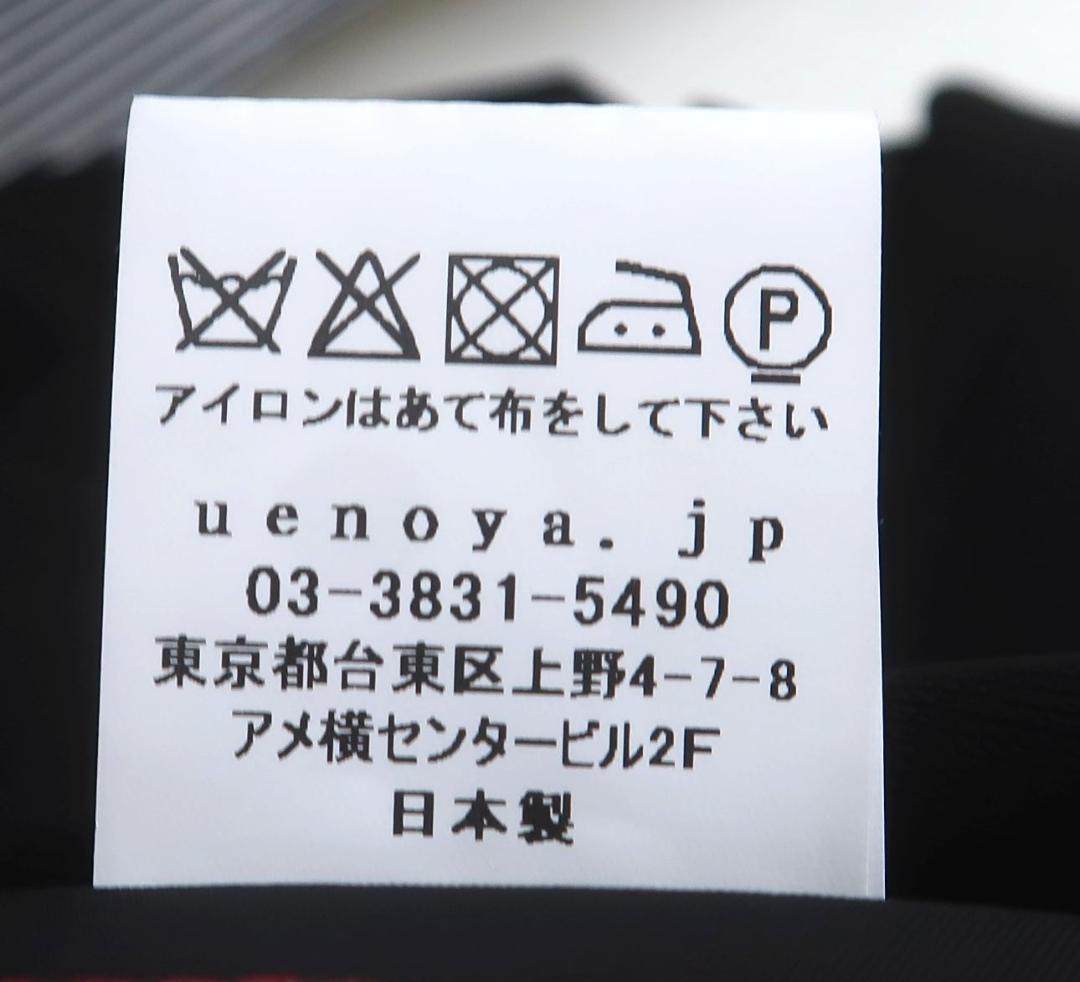 P
アイロンはあて布をして下さい
uenoya.jp
03-3831-5490
東京都台東区上野4-7-8
アメ横センタービル2F
日本製